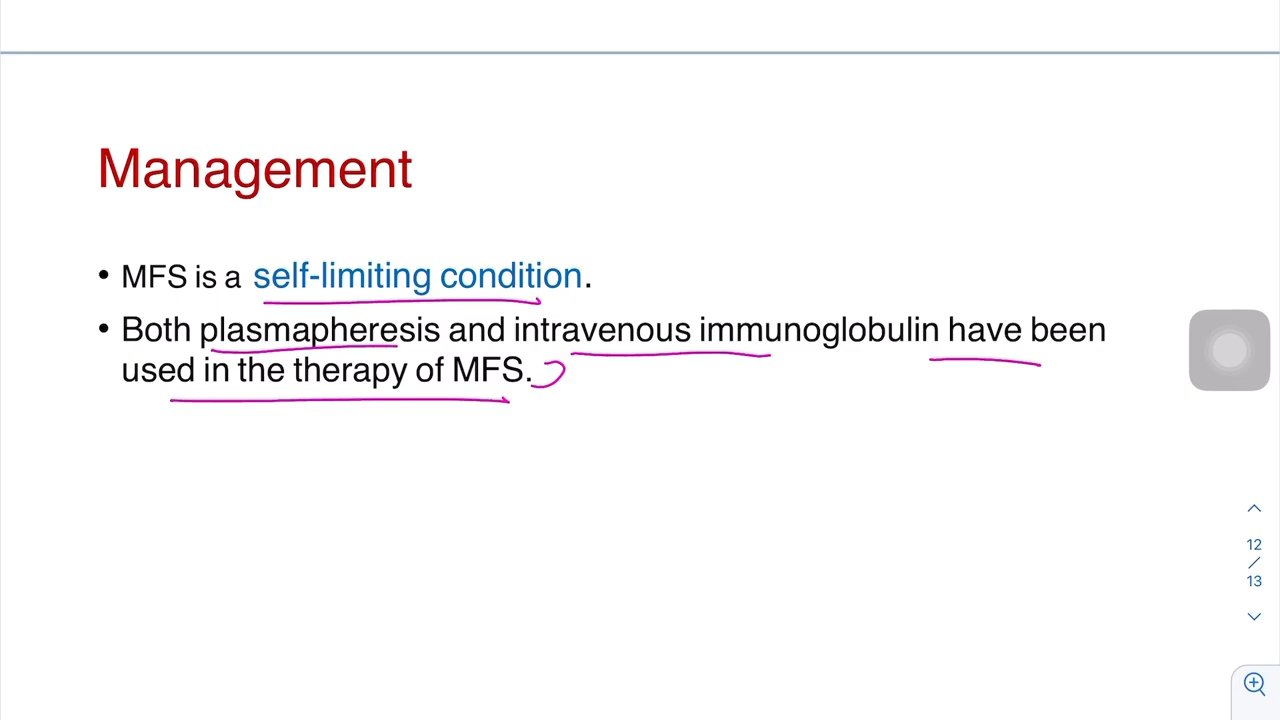 Management
• MFS is a self-limiting condition.
• Both plasmapheresis and intravenous immunoglobulin have been
used in the therapy of MFS.
12
/
13